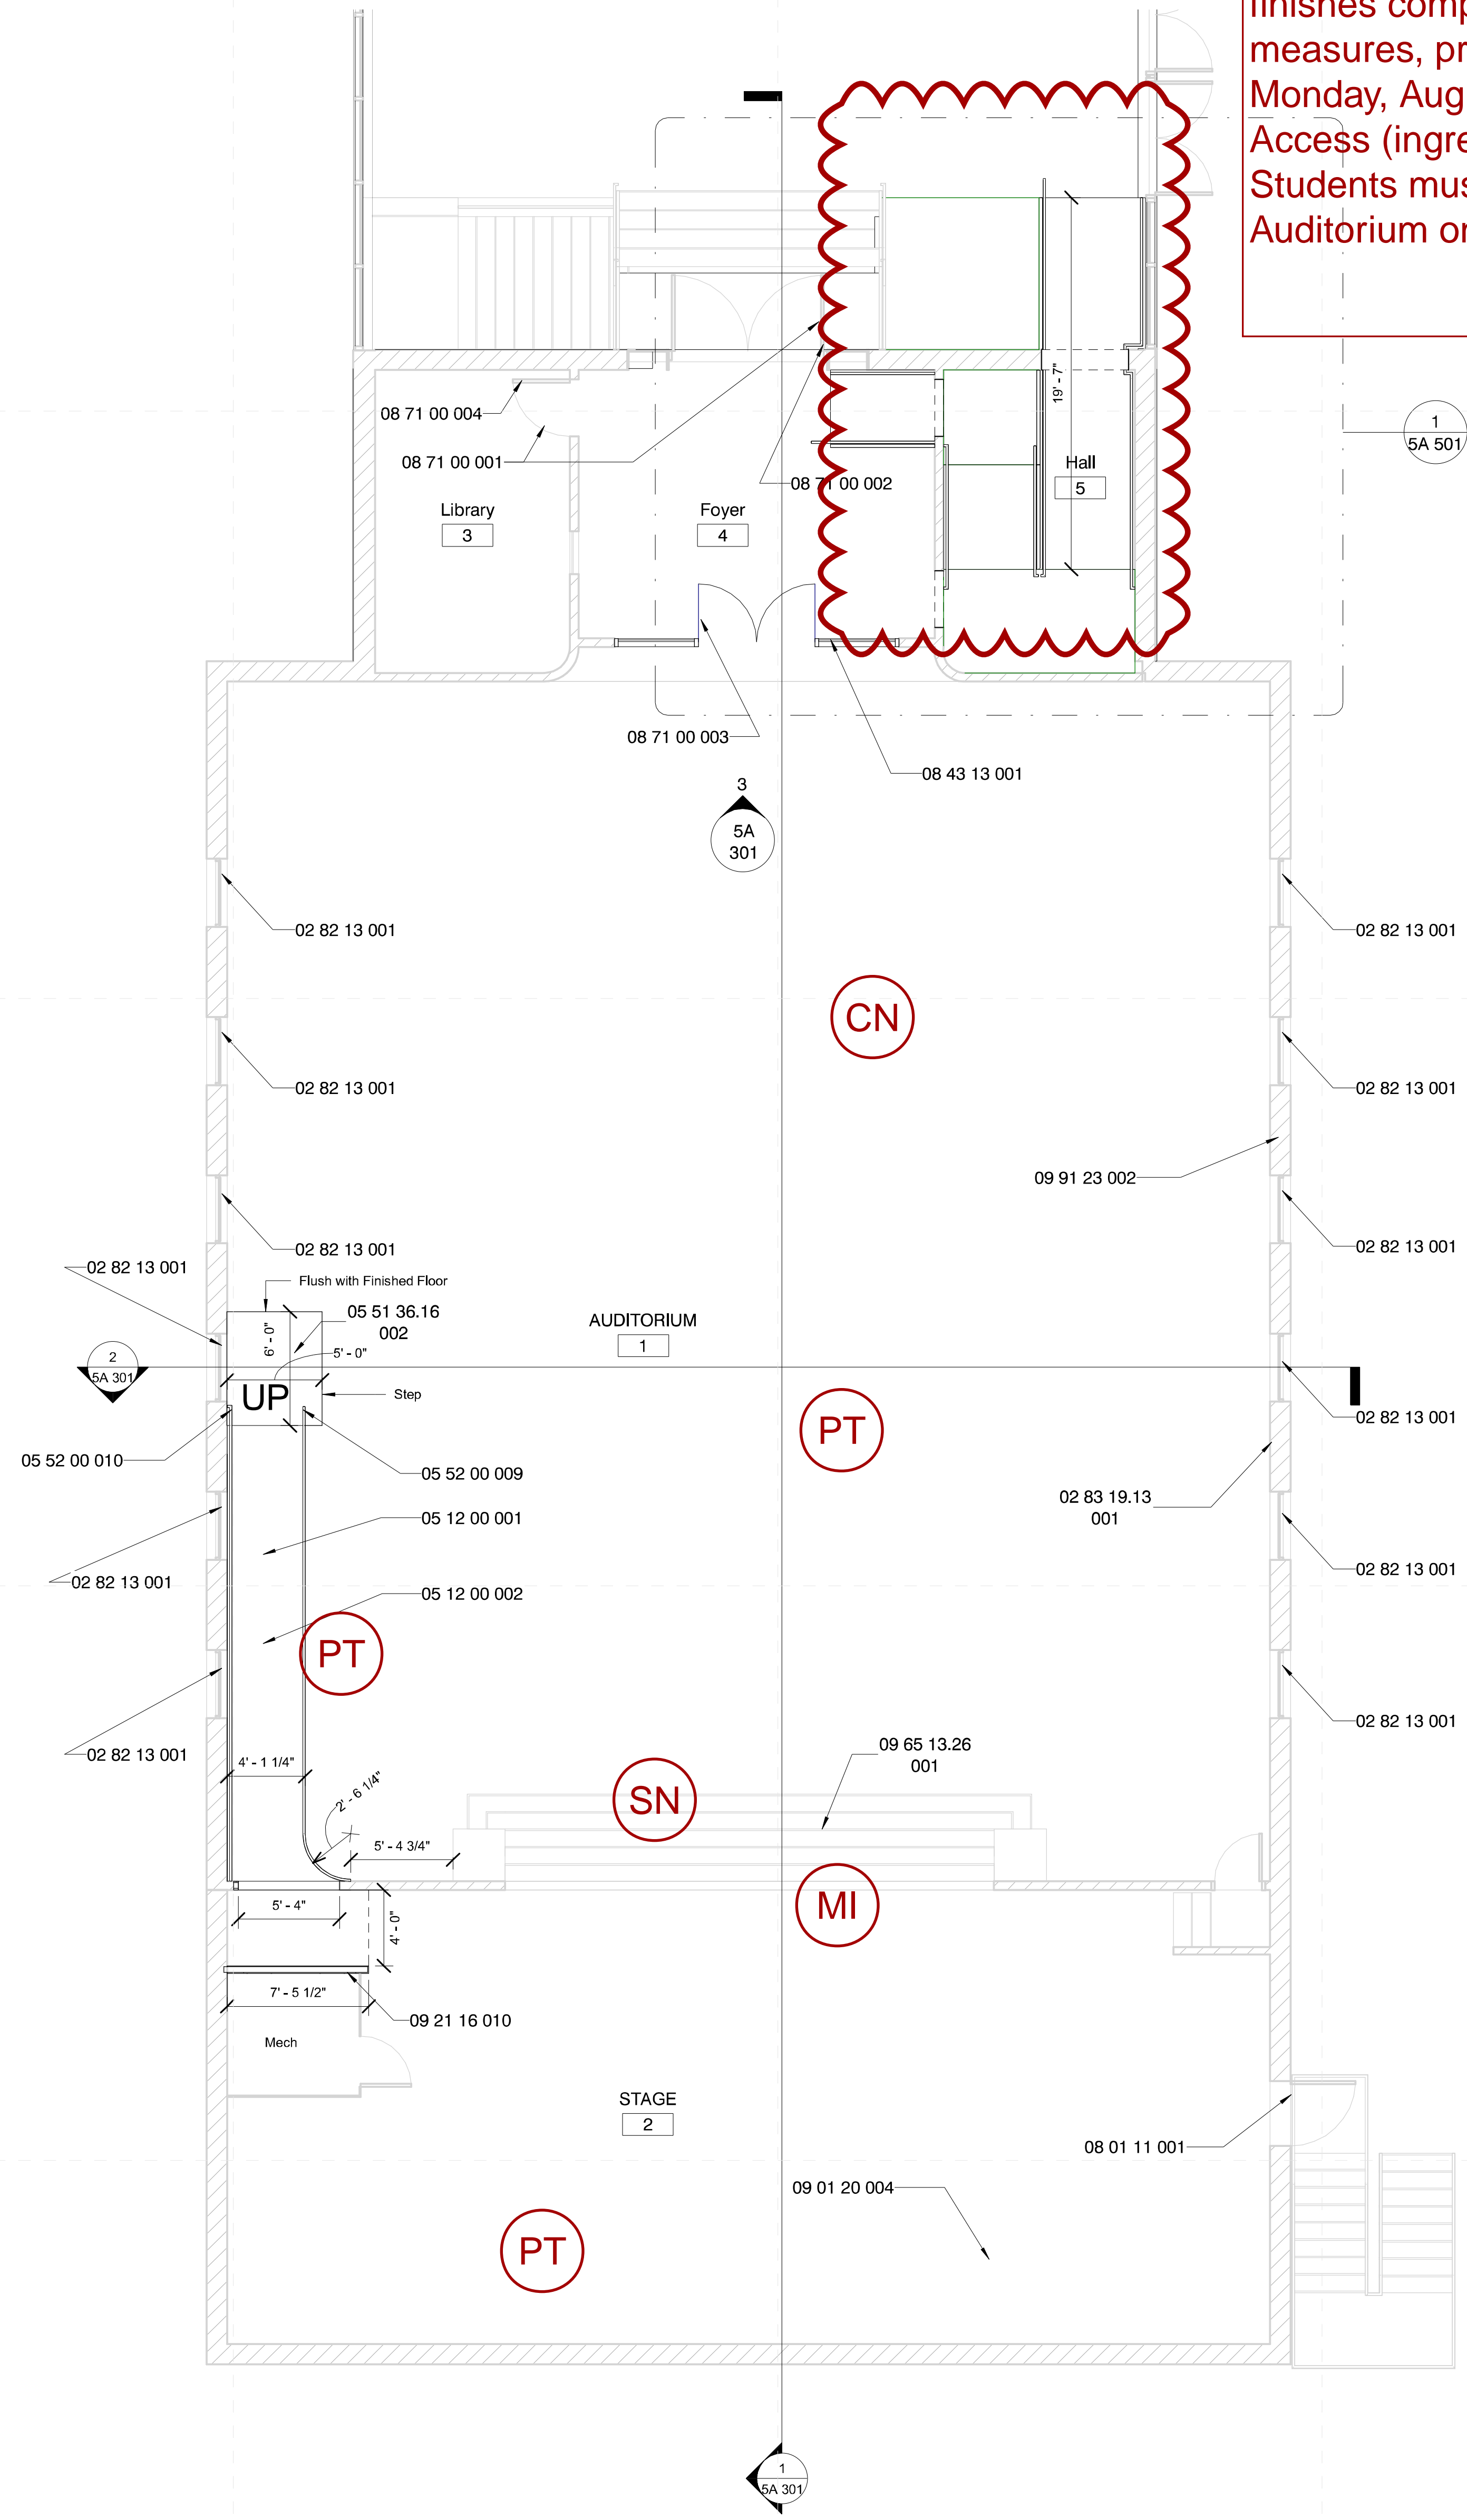 finishes comp
measures, pr
Monday, Aug
Access (ingre
Students mus
Auditorium or
19' - 7"
08 71 00 004
1
5A 501
08 71 00 001
Hall
5
08 71 00 002
Library
3
Foyer
4
08 71 00 003
08 43 13 001
3
5A
301
02 82 13 001
02 82 13 001
CN
02 82 13 001
02 82 13 001
09 91 23 002
02 82 13 001
02 82 13 001
02 82 13 001
Flush with Finished Floor
05 51 36.16
002
6' - 0"
5' - 0"
AUDITORIUM
1
2
5A 301
UP
Step
02 82 13 001
PT
05 52 00 010
05 52 00 009
02 83 19.13
001
05 12 00 001
02 82 13 001
02 82 13 001
05 12 00 002
PT
02 82 13 001
02 82 13 001
09 65 13.26
001
4' - 1 1/4"
2' - 6 1/4"
SN
5' - 4 3/4"
MI
5' - 4"
4' - 0"
7' - 5 1/2"
09 21 16 010
Mech
STAGE
2
08 01 11 001
09 01 20 004
PT
1
5A 301